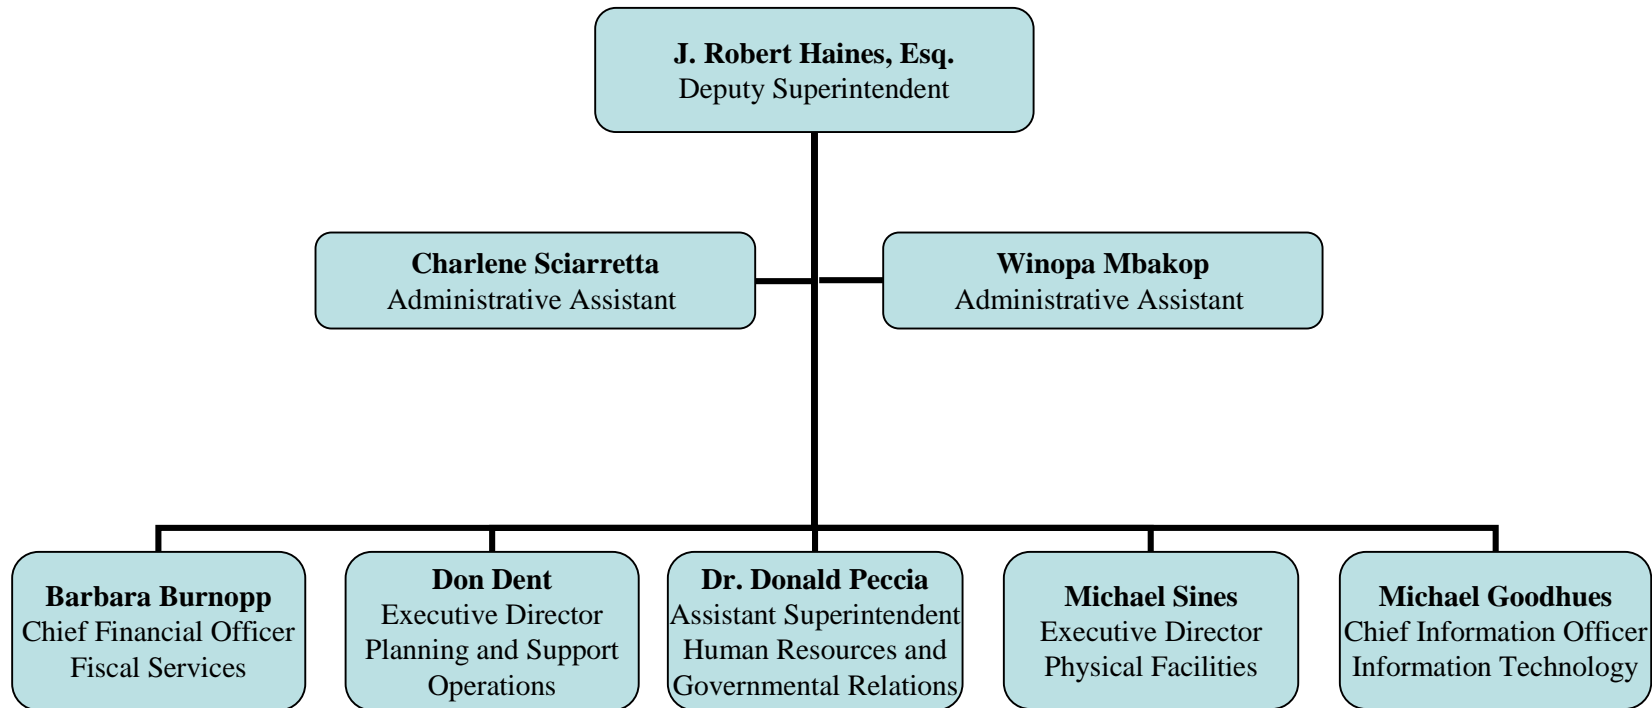 J. Robert Haines, Esq.
Deputy Superintendent
Charlene Sciarretta
Administrative Assistant
Winopa Mbakop
Administrative Assistant
Barbara Burnopp
Chief Financial Officer
Fiscal Services
Don Dent
Executive Director
Planning and Support
Operations
Dr. Donald Peccia
Assistant Superintendent
Human Resources and
Governmental Relations
Michael Sines
Executive Director
Physical Facilities
Michael Goodhues
Chief Information Officer
Information Technology